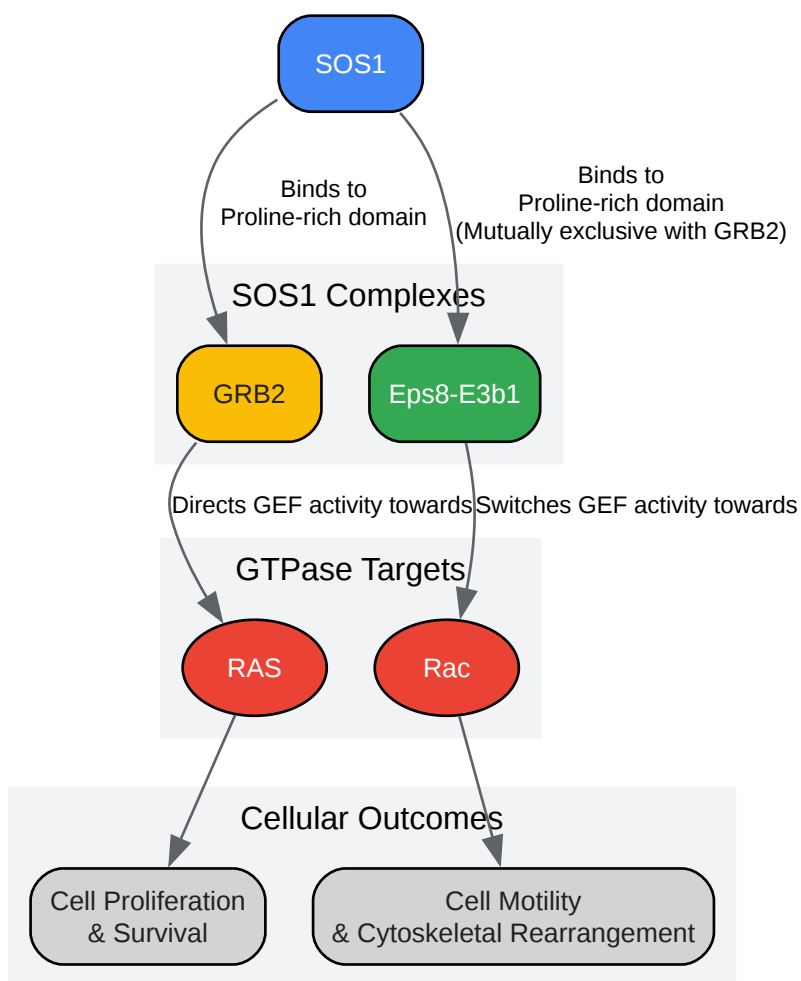 SOS1
Binds to
Proline-rich domain
Binds to
Proline-rich domain
(Mutually exclusive with GRB2)
SOS1 Complexes
GRB2
Eps8-E3b1
Directs GEF activity towards
Switches GEF activity towards
GTPase Targets
RAS
Rac
Cellular Outcomes
Cell Proliferation
& Survival
Cell Motility
& Cytoskeletal Rearrangement